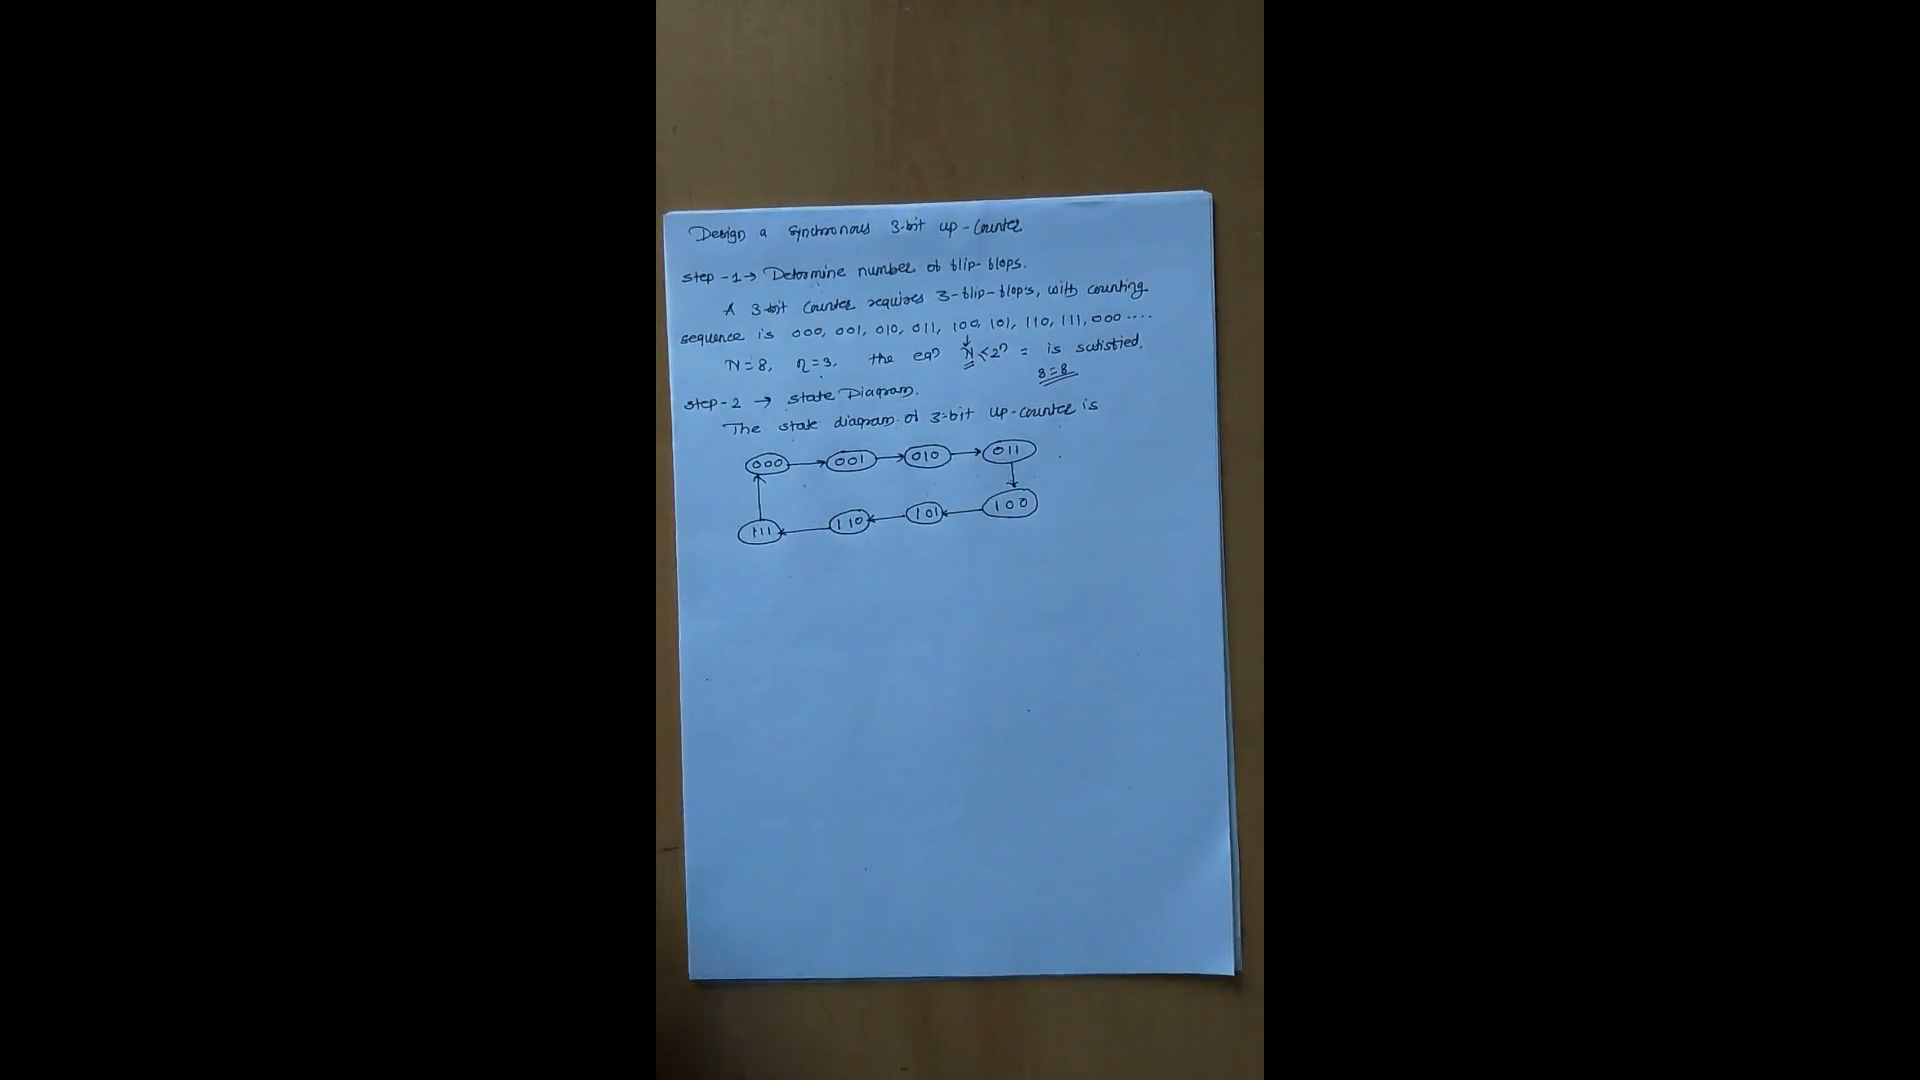 Design a synchronous 3-bit up-counter
step-1→ Determine number of flip-flops.
A 3-bit counter requires 3-flip-flops, with counting
sequence is 000, 001, 010, 011, 100, 101, 110, 111, 000 ....
N=8, n=3, the eqn N≤2ⁿ = is satisfied.
8=8
step-2 → state Diagram.
The state diagram of 3-bit up-counter is
000 → 001 → 010 → 011
111 ← 110 ← 101 ← 100